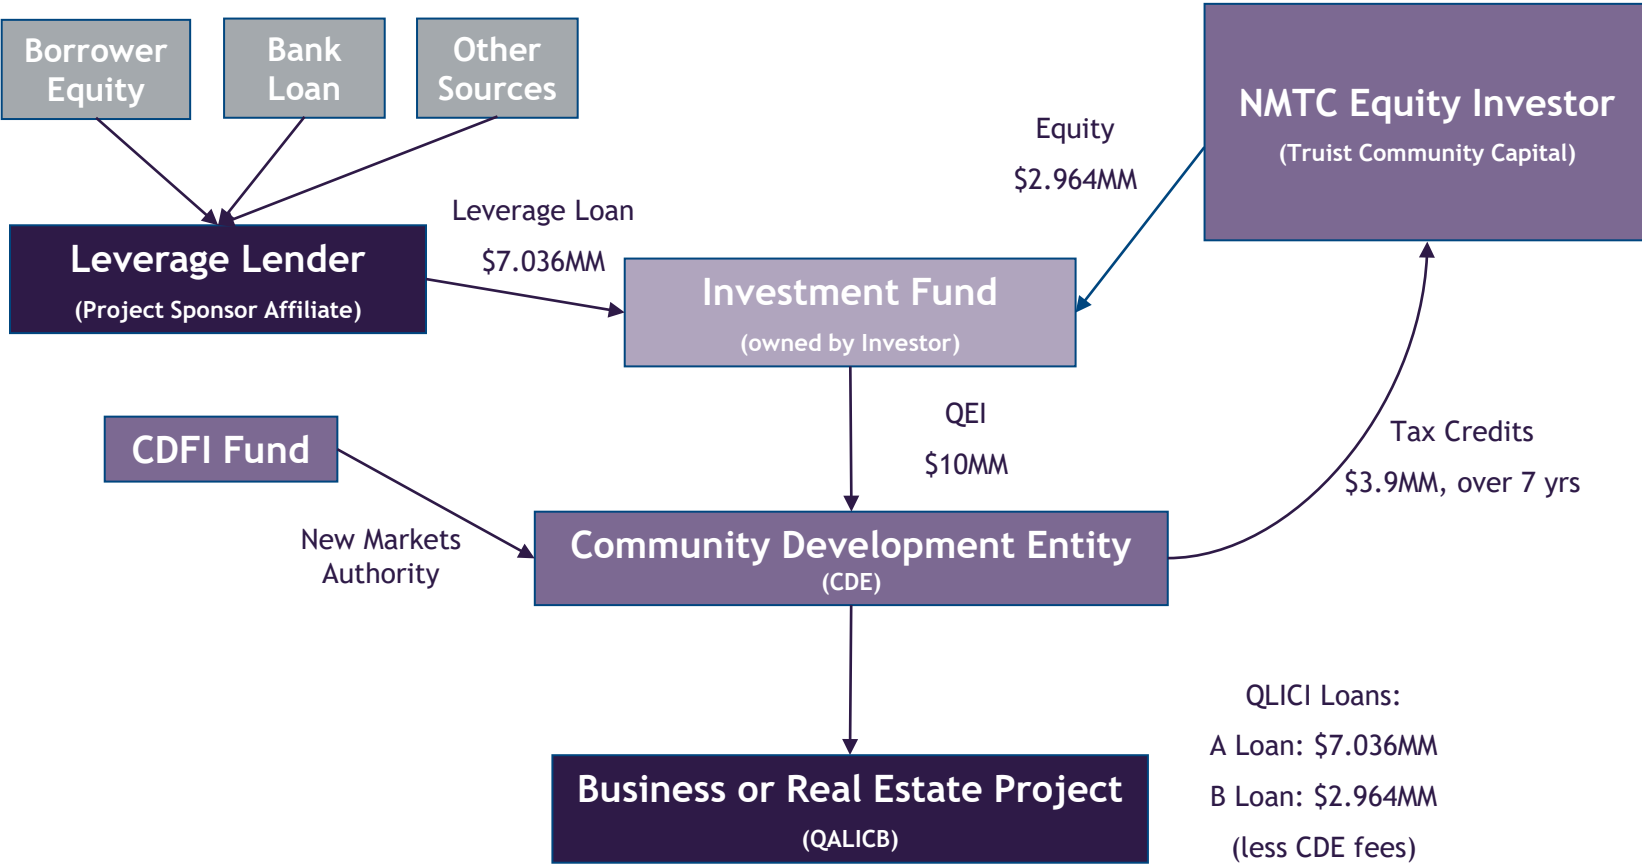 Borrower
Equity
Bank
Loan
Other
Sources
NMTC Equity Investor
(Truist Community Capital)
Equity
$2.964MM
Leverage Loan
$7.036MM
Leverage Lender
(Project Sponsor Affiliate)
Investment Fund
(owned by Investor)
QEI
$10MM
CDFI Fund
New Markets
Authority
Tax Credits
$3.9MM, over 7 yrs
Community Development Entity
(CDE)
Business or Real Estate Project
(QALICB)
QLICI Loans:
A Loan: $7.036MM
B Loan: $2.964MM
(less CDE fees)